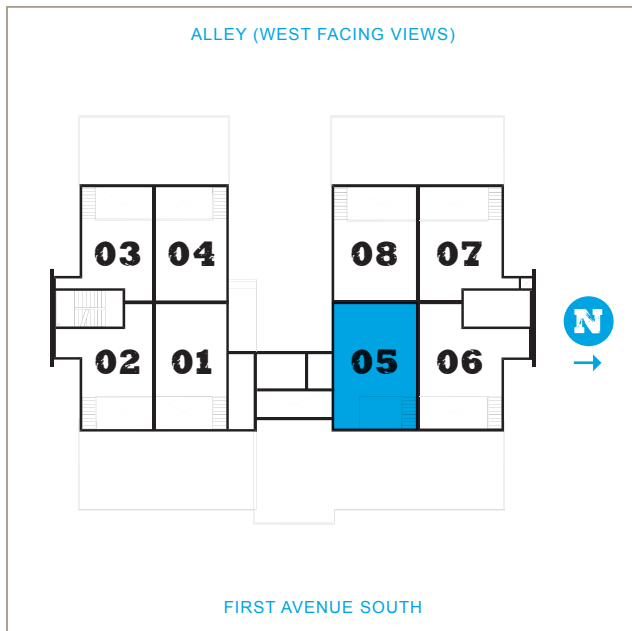 ALLEY (WEST FACING VIEWS)
03 04 08 07
N
02 01 05 06
FIRST AVENUE SOUTH